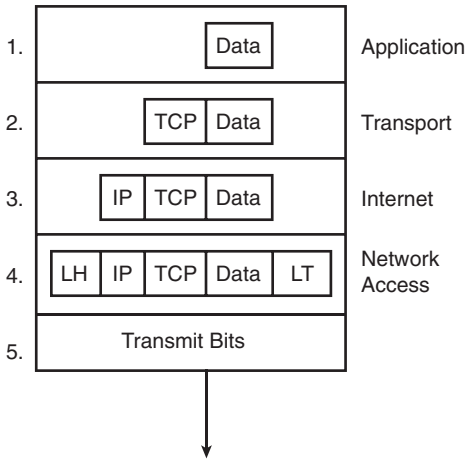 1. Data Application
2. TCP Data Transport
3. IP TCP Data Internet
4. LH IP TCP Data LT Network
Access
5. Transmit Bits